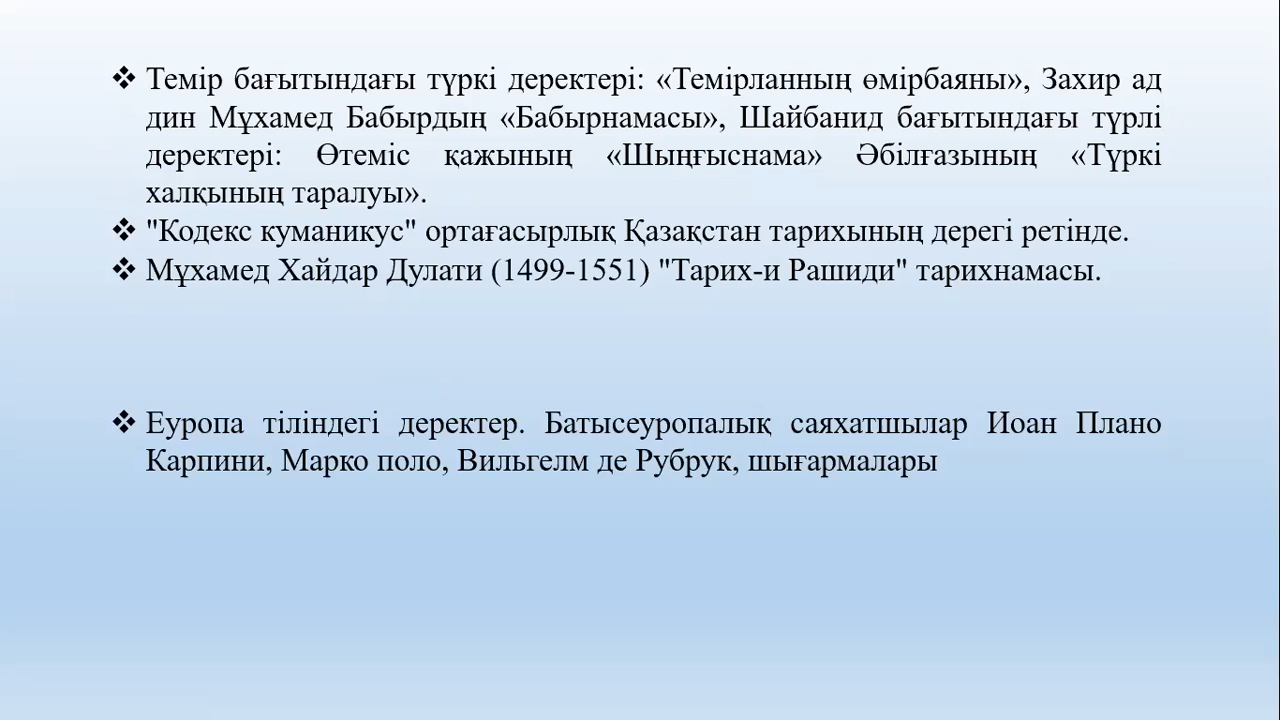 ❖ Темір бағытындағы түркі деректері: «Темірланның өмірбаяны», Захир ад
дин Мұхамед Бабырдың «Бабырнамасы», Шайбанид бағытындағы түрлі
деректері: Өтеміс қажының «Шыңғыснама» Әбілғазының «Түркі
халқының таралуы».
❖ "Кодекс куманикус" ортағасырлық Қазақстан тарихының дерегі ретінде.
❖ Мұхамед Хайдар Дулати (1499-1551) "Тарих-и Рашиди" тарихнамасы.
❖ Еуропа тіліндегі деректер. Батысеуропалық саяхатшылар Иоан Плано
Карпини, Марко поло, Вильгелм де Рубрук, шығармалары